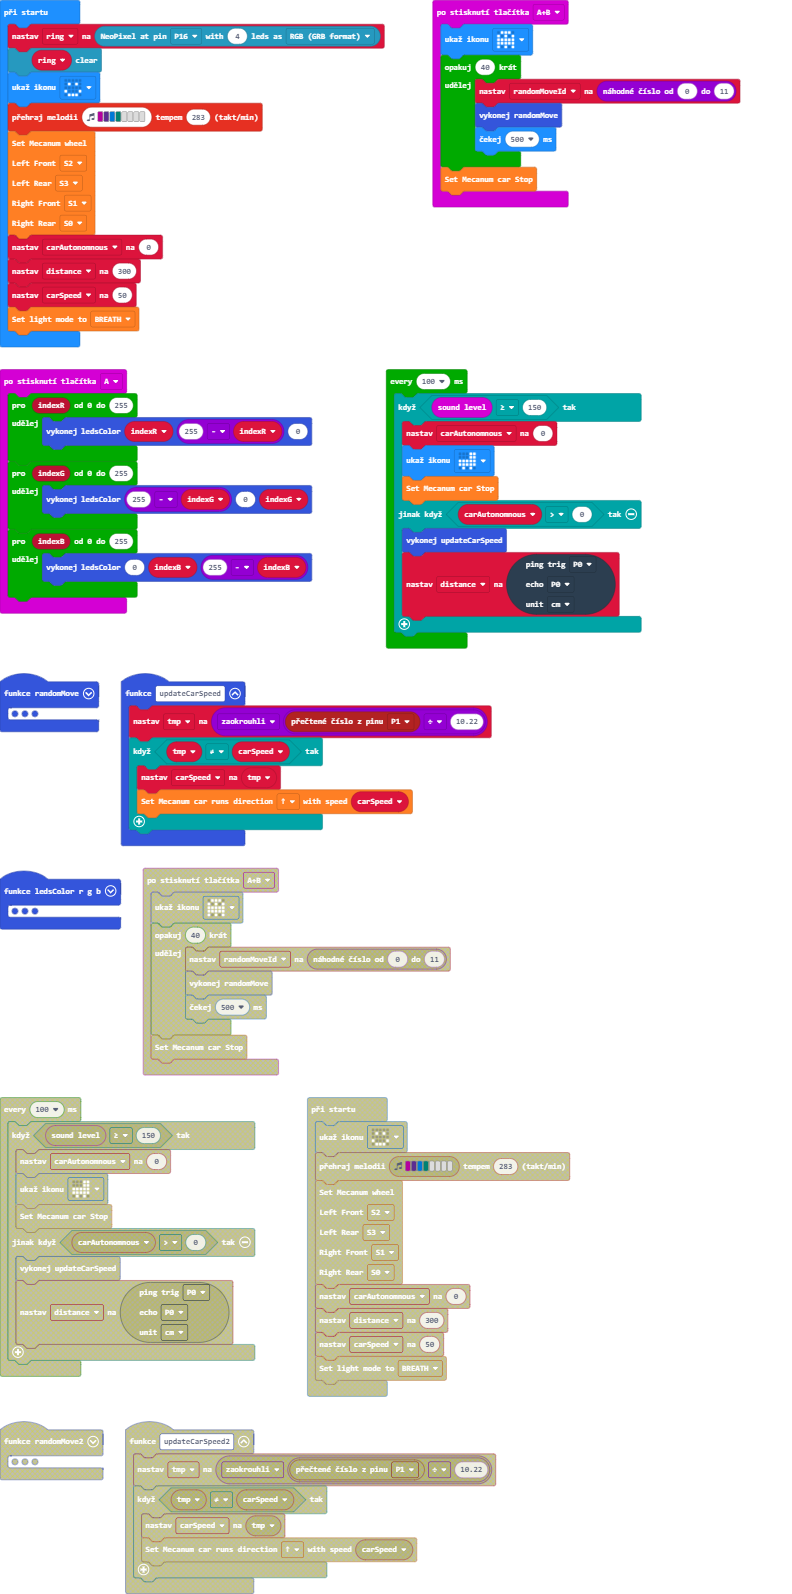 při startu
nastav ring na NeoPixel at pin P16 with 4 leds as RGB (GRB format)
ring clear
ukaž ikonu
přehraj melodii tempem 283 (takt/min)
Set Mecanum wheel
Left Front S2
Left Rear S3
Right Front S1
Right Rear S0
nastav carAutonomnous na 0
nastav distance na 300
nastav carSpeed na 50
Set light mode to BREATH
po stisknutí tlačítka A+B
ukaž ikonu
opakuj 40 krát
udělej
nastav randomMoveId na náhodné číslo od 0 do 11
vykonej randomMove
čekej 500 ms
Set Mecanum car Stop
po stisknutí tlačítka A
pro indexR od 0 do 255
udělej
vykonej ledsColor indexR 255 - indexR 0
pro indexG od 0 do 255
udělej
vykonej ledsColor 255 - indexG 0 indexG
pro indexB od 0 do 255
udělej
vykonej ledsColor 0 indexB 255 - indexB
every 100 ms
když sound level ≥ 150 tak
nastav carAutonomnous na 0
ukaž ikonu
Set Mecanum car Stop
jinak když carAutonomnous > 0 tak
vykonej updateCarSpeed
nastav distance na
ping trig P0
echo P0
unit cm
funkce randomMove
funkce updateCarSpeed
nastav tmp na zaokrouhli přečtené číslo z pinu P1 ÷ 10.22
když tmp ≠ carSpeed tak
nastav carSpeed na tmp
Set Mecanum car runs direction ↑ with speed carSpeed
funkce ledsColor r g b
po stisknutí tlačítka A+B
ukaž ikonu
opakuj 40 krát
udělej
nastav randomMoveId na náhodné číslo od 0 do 11
vykonej randomMove
čekej 500 ms
Set Mecanum car Stop
every 100 ms
když sound level ≥ 150 tak
nastav carAutonomnous na 0
ukaž ikonu
Set Mecanum car Stop
jinak když carAutonomnous > 0 tak
vykonej updateCarSpeed
nastav distance na
ping trig P0
echo P0
unit cm
při startu
ukaž ikonu
přehraj melodii tempem 283 (takt/min)
Set Mecanum wheel
Left Front S2
Left Rear S3
Right Front S1
Right Rear S0
nastav carAutonomnous na 0
nastav distance na 300
nastav carSpeed na 50
Set light mode to BREATH
funkce randomMove2
funkce updateCarSpeed2
nastav tmp na zaokrouhli přečtené číslo z pinu P1 ÷ 10.22
když tmp ≠ carSpeed tak
nastav carSpeed na tmp
Set Mecanum car runs direction ↑ with speed carSpeed